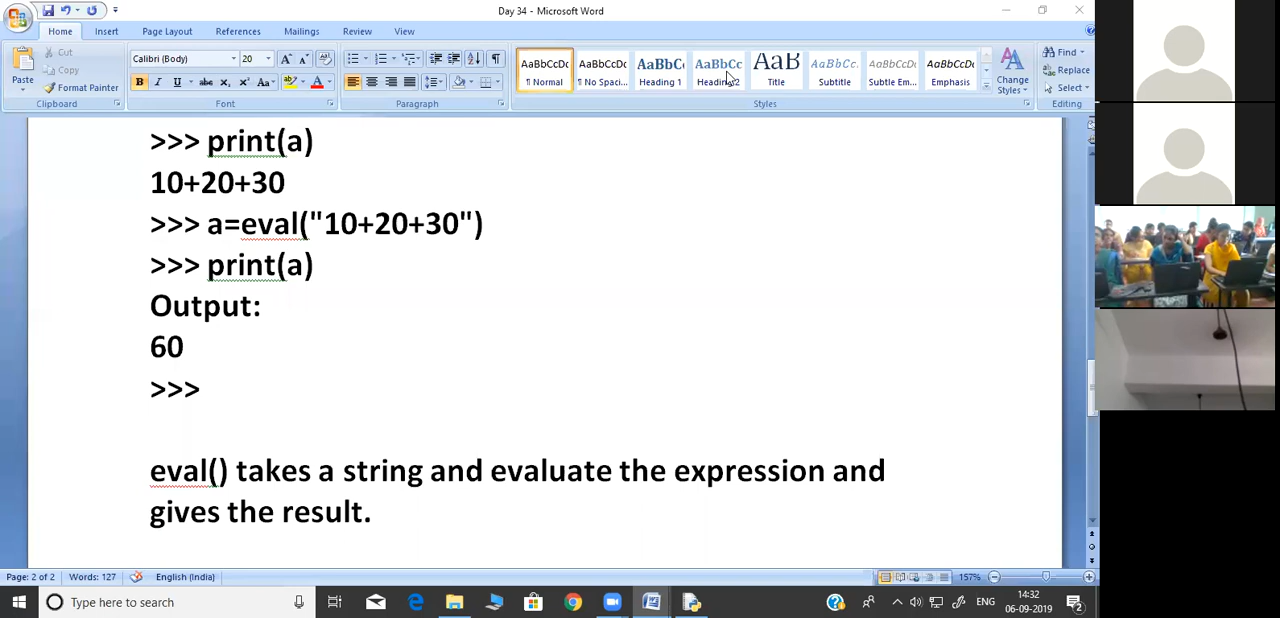 Day 34 - Microsoft Word
Home Insert Page Layout References Mailings Review View
Paste
Cut
Copy
Format Painter
Clipboard
Calibri (Body) 20
B I U abc x, x' Aa
Font
Paragraph
AaBbCcDc AaBbCcDc AaBbC AaBbCc AaB AaBbCc. AaBbCcDc AaBbCcDc
¶ Normal ¶ No Spaci... Heading 1 Heading 2 Title Subtitle Subtle Em... Emphasis
Change Styles
Styles
Find
Replace
Select
Editing
>>> print(a)
10+20+30
>>> a=eval("10+20+30")
>>> print(a)
Output:
60
>>>
eval() takes a string and evaluate the expression and
gives the result.
Page: 2 of 2 Words: 127 English (India) 157%
Type here to search
ENG
14:32
06-09-2019
2